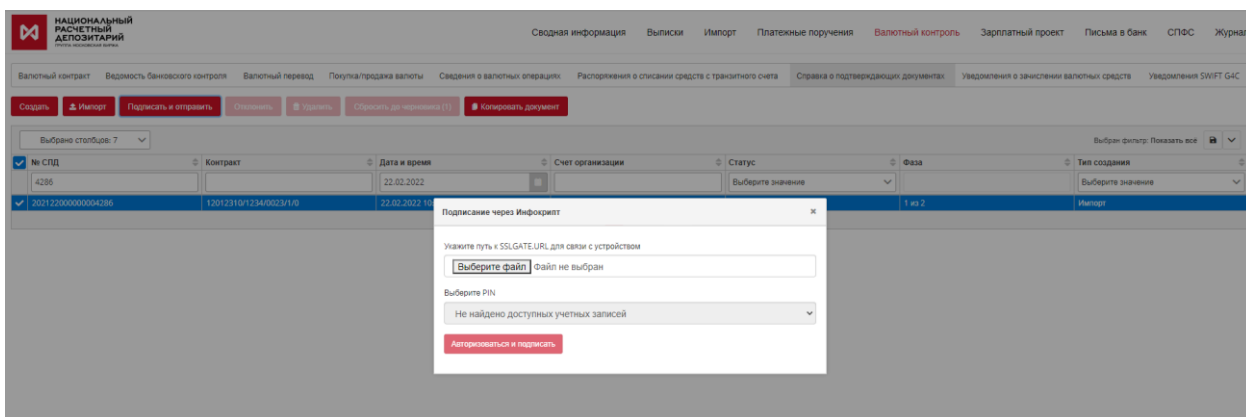 НАЦИОНАЛЬНЫЙ
РАСЧЕТНЫЙ
ДЕПОЗИТАРИЙ
ГРУППА МОСКОВСКАЯ БИРЖА
Сводная информация Выписки Импорт Платежные поручения Валютный контроль Зарплатный проект Письма в банк СПФС Журнал
Валютный контракт Ведомость банковского контроля Валютный перевод Покупка/продажа валюты Сведения о валютных операциях Распоряжения о списании средств с транзитного счета Справка о подтверждающих документах Уведомления о зачислении валютных средств Уведомления SWIFT G4C
Создать Импорт Подписать и отправить Отклонить Удалить Сбросить до черновика (1) Копировать документ
Выбрано столбцов: 7 Выбран фильтр: Показать всё
№ СПД Контракт Дата и время Счет организации Статус Фаза Тип создания
4286 22.02.2022 Выберите значение Выберите значение
202122000000004286 12012310/1234/0023/1/0 22.02.2022 10 1 из 2 Импорт
Подписание через Инфокрипт ×
Укажите путь к SSLGATE.URL для связи с устройством
Выберите файл Файл не выбран
Выберите PIN
Не найдено доступных учетных записей
Авторизоваться и подписать